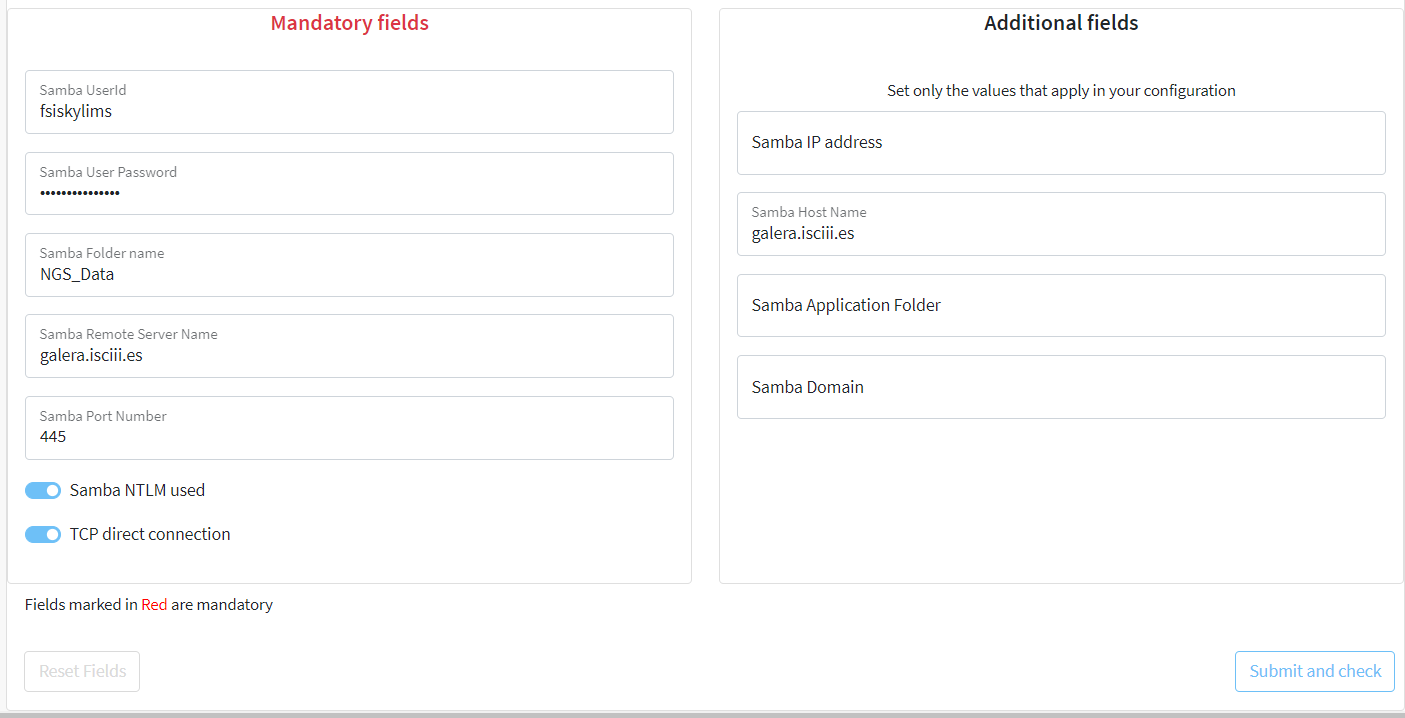 Mandatory fields
Samba UserId
fsiskylims
Samba User Password
•••••••••••••••
Samba Folder name
NGS_Data
Samba Remote Server Name
galera.isciii.es
Samba Port Number
445
Samba NTLM used
TCP direct connection
Additional fields
Set only the values that apply in your configuration
Samba IP address
Samba Host Name
galera.isciii.es
Samba Application Folder
Samba Domain
Fields marked in Red are mandatory
Reset Fields
Submit and check